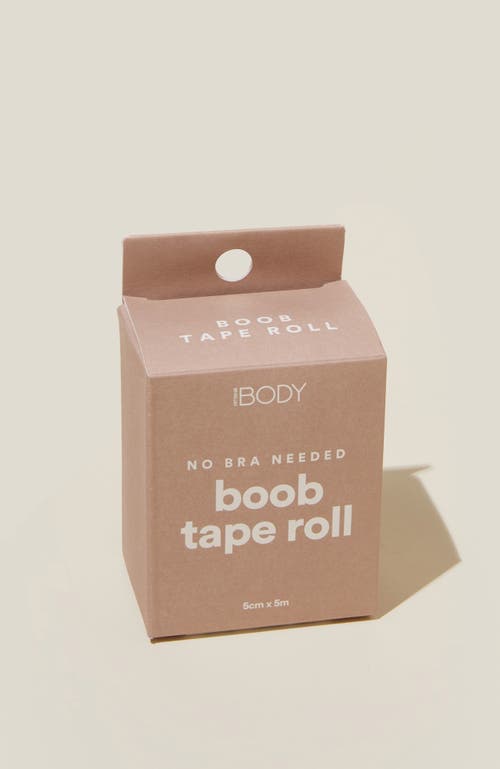 BOOB
TAPE ROLL
BODY
NO BRA NEEDED
boob
tape roll
5cm x 5m